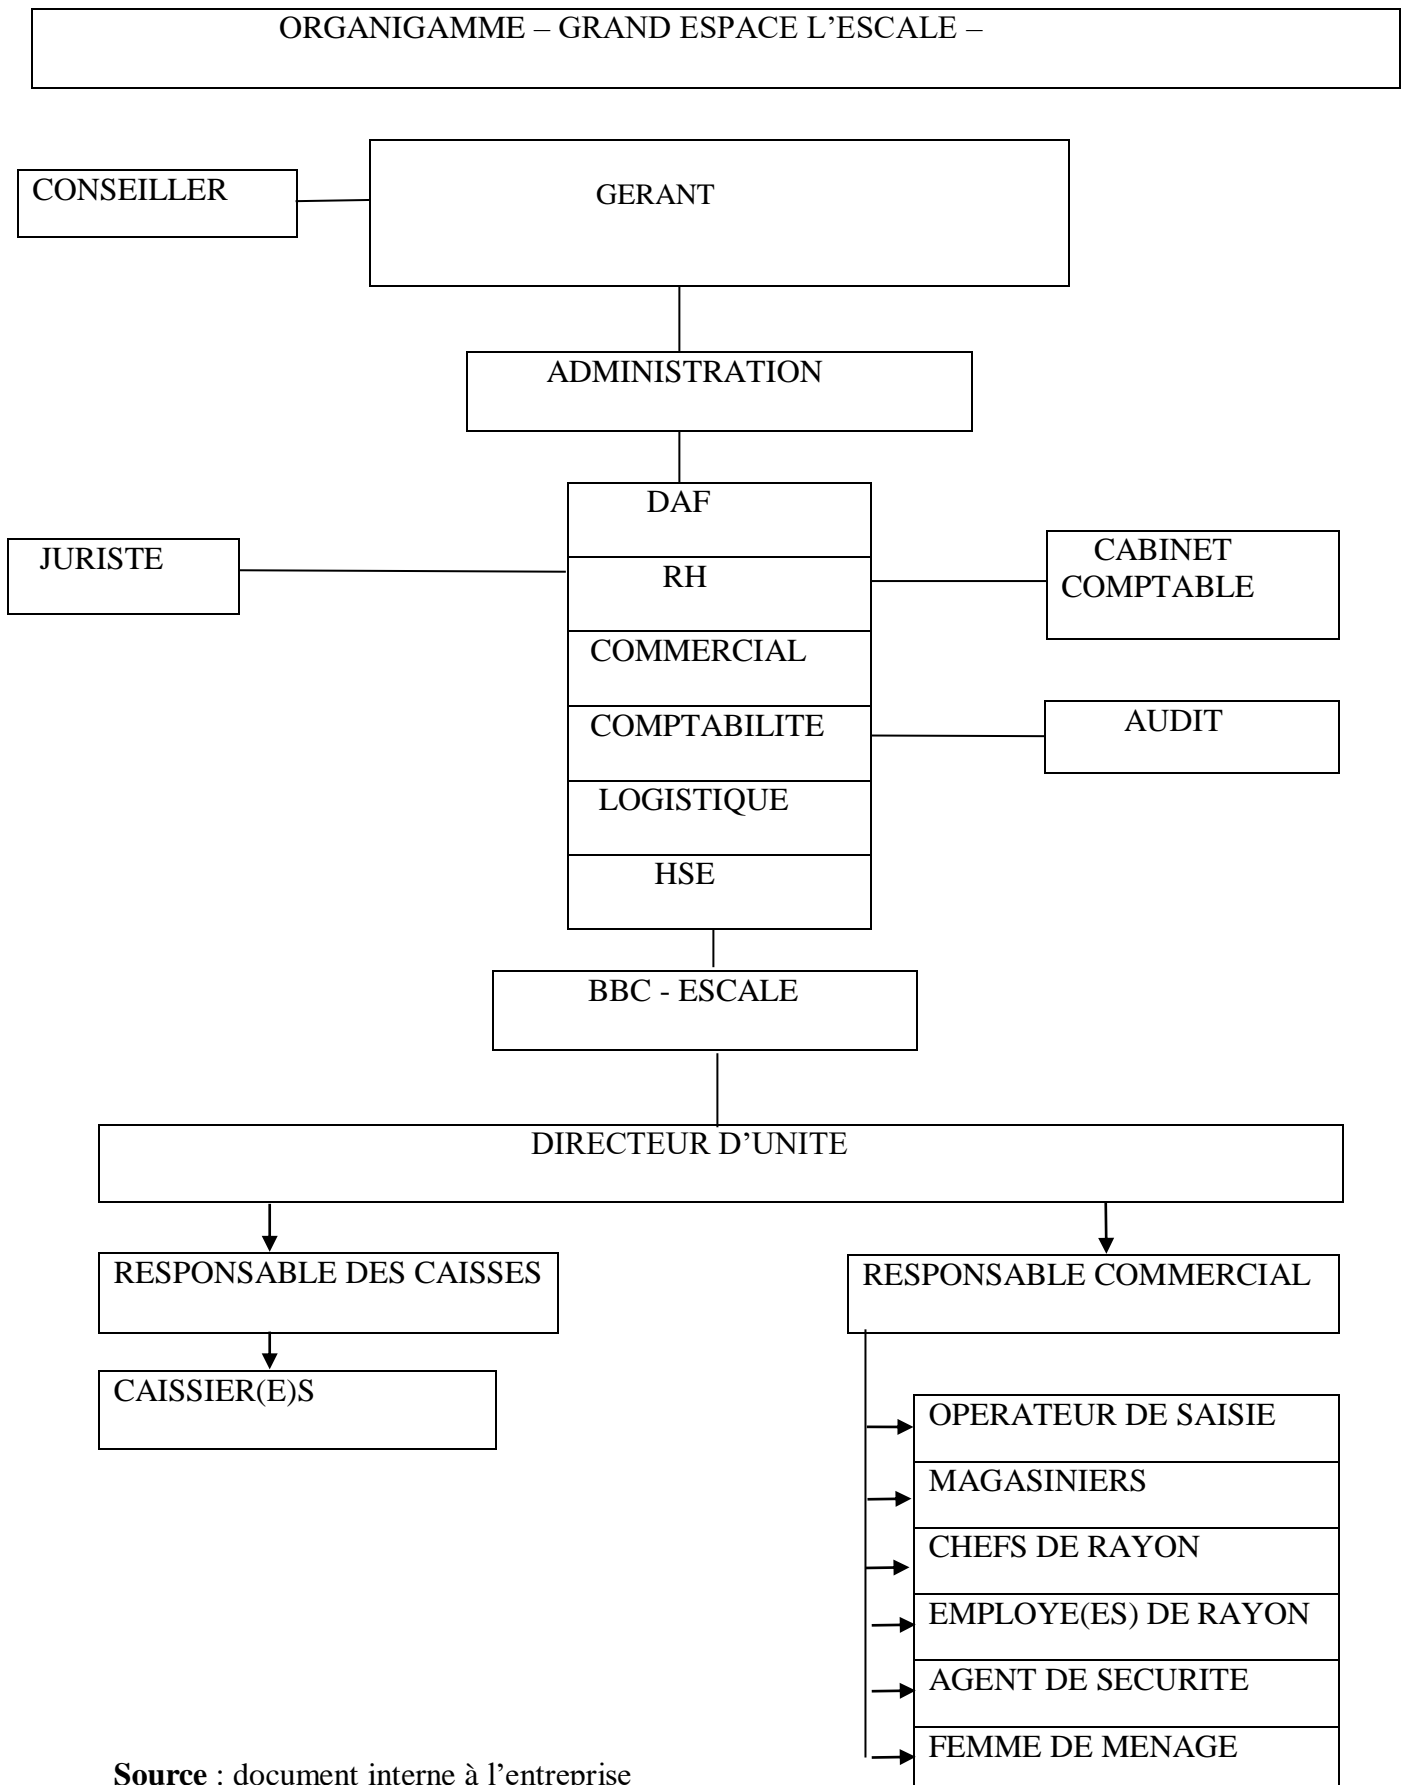 ORGANIGAMME – GRAND ESPACE L’ESCALE –
CONSEILLER
GERANT
ADMINISTRATION
DAF
JURISTE
RH
CABINET
COMPTABLE
COMMERCIAL
COMPTABILITE
AUDIT
LOGISTIQUE
HSE
BBC - ESCALE
DIRECTEUR D’UNITE
RESPONSABLE DES CAISSES
RESPONSABLE COMMERCIAL
CAISSIER(E)S
OPERATEUR DE SAISIE
MAGASINIERS
CHEFS DE RAYON
EMPLOYE(ES) DE RAYON
AGENT DE SECURITE
FEMME DE MENAGE
Source : document interne à l’entreprise